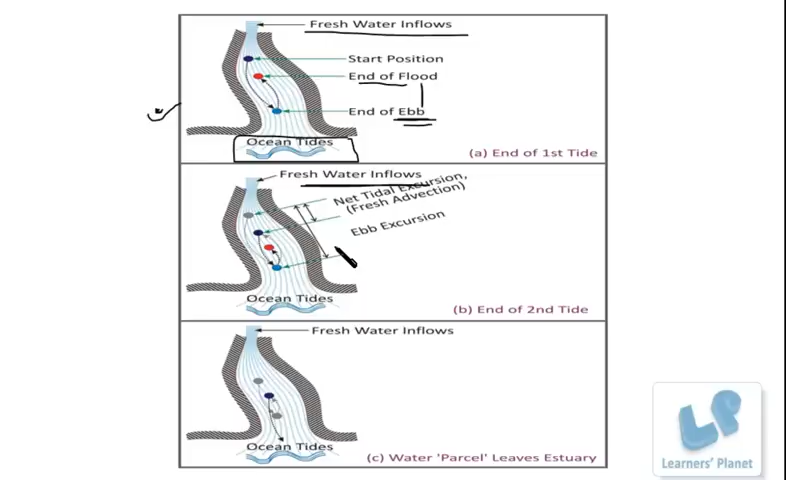 Fresh Water Inflows
Start Position
End of Flood
End of Ebb
Ocean Tides
(a) End of 1st Tide
Fresh Water Inflows
Net Tidal Excursion,
(Fresh Advection)
Ebb Excursion
Ocean Tides
(b) End of 2nd Tide
Fresh Water Inflows
Ocean Tides
(c) Water 'Parcel' Leaves Estuary
LP
Learners' Planet